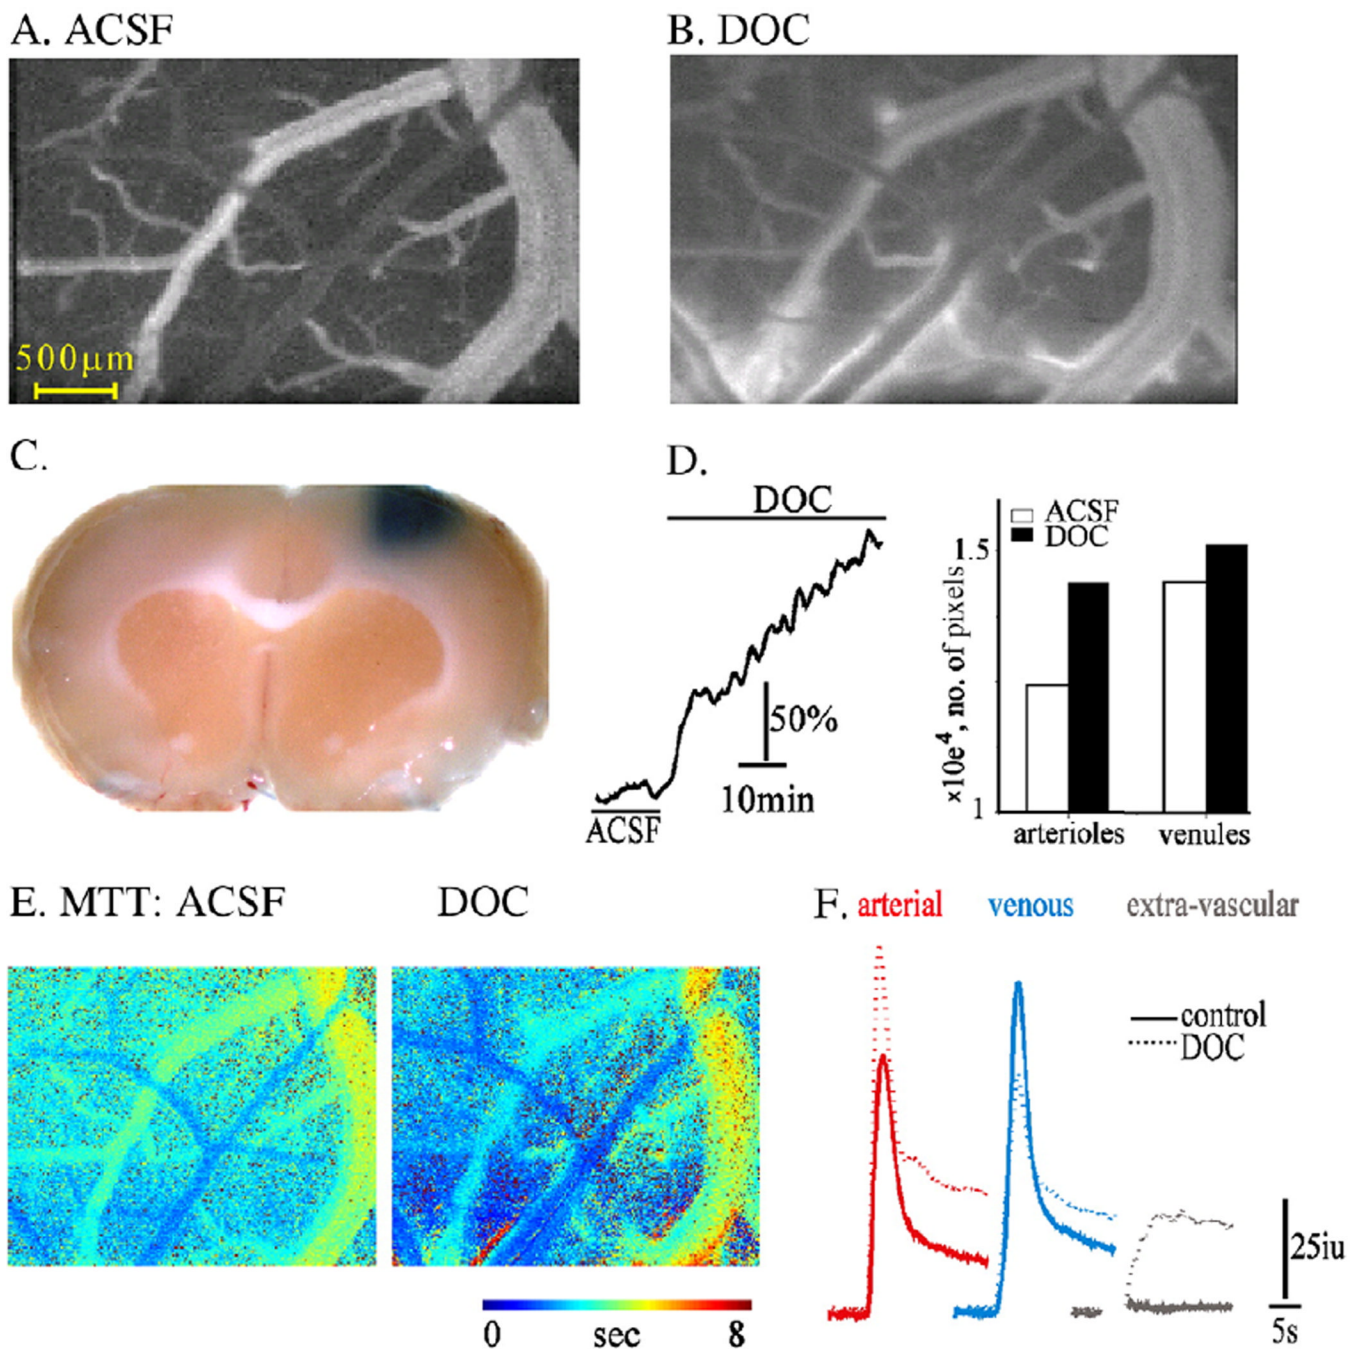 A. ACSF
B. DOC
500µm
C.
D.
DOC
50%
10min
ACSF
ACSF
DOC
1.5
1
×10e⁴, no. of pixels
arterioles venules
E. MTT: ACSF DOC
0 sec 8
F. arterial venous extra-vascular
control
DOC
25iu
5s